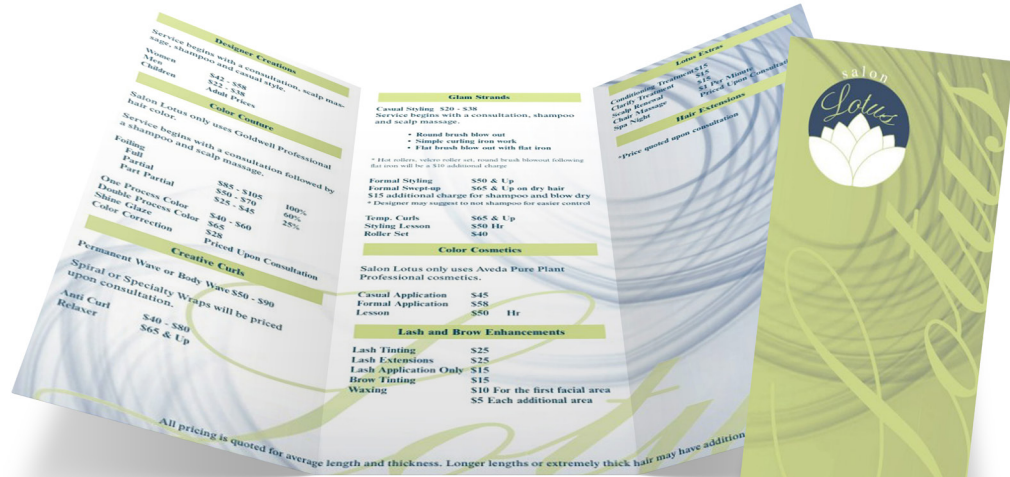 Designer Creations
Service begins with a consultation, scalp mas-
sage, shampoo and casual style.
Women $42 - $58
Men $22 - $38
Children Adult Prices
Color Couture
Salon Lotus only uses Goldwell Professional
hair color.
Service begins with a consultation followed by
a shampoo and scalp massage.
Foiling
Full $85 - $105 100%
Partial $50 - $70 60%
Part Partial $25 - $45 25%
One Process Color $40 - $60
Double Process Color $65
Shine Glaze $28
Color Correction Priced Upon Consultation
Creative Curls
Permanent Wave or Body Wave $50 - $90
Spiral or Specialty Wraps will be priced
upon consultation.
Anti Curl $40 - $80
Relaxer $65 & Up
Glam Strands
Casual Styling $20 - $38
Service begins with a consultation, shampoo
and scalp massage.
• Round brush blow out
• Simple curling iron work
• Flat brush blow out with flat iron
* Hot rollers, velcro roller set, round brush blowout following
flat iron will be a $10 additional charge
Formal Styling $50 & Up
Formal Swept-up $65 & Up on dry hair
*$15 additional charge for shampoo and blow dry
* Designer may suggest to not shampoo for easier control
Temp. Curls $65 & Up
Styling Lesson $50 Hr
Roller Set $40
Color Cosmetics
Salon Lotus only uses Aveda Pure Plant
Professional cosmetics.
Casual Application $45
Formal Application $58
Lesson $50 Hr
Lash and Brow Enhancements
Lash Tinting $25
Lash Extensions $25
Lash Application Only $15
Brow Tinting $15
Waxing $10 For the first facial area
$5 Each additional area
Lotus Extras
Conditioning Treatment $15
Clarify Treatment $15
Scalp Renewal $15
Chair Massage $1 Per Minute
Spa Night Priced Upon Consultati
Hair Extensions
*Price quoted upon consultation
All pricing is quoted for average length and thickness. Longer lengths or extremely thick hair may have addition
salon
Lotus
Lotus